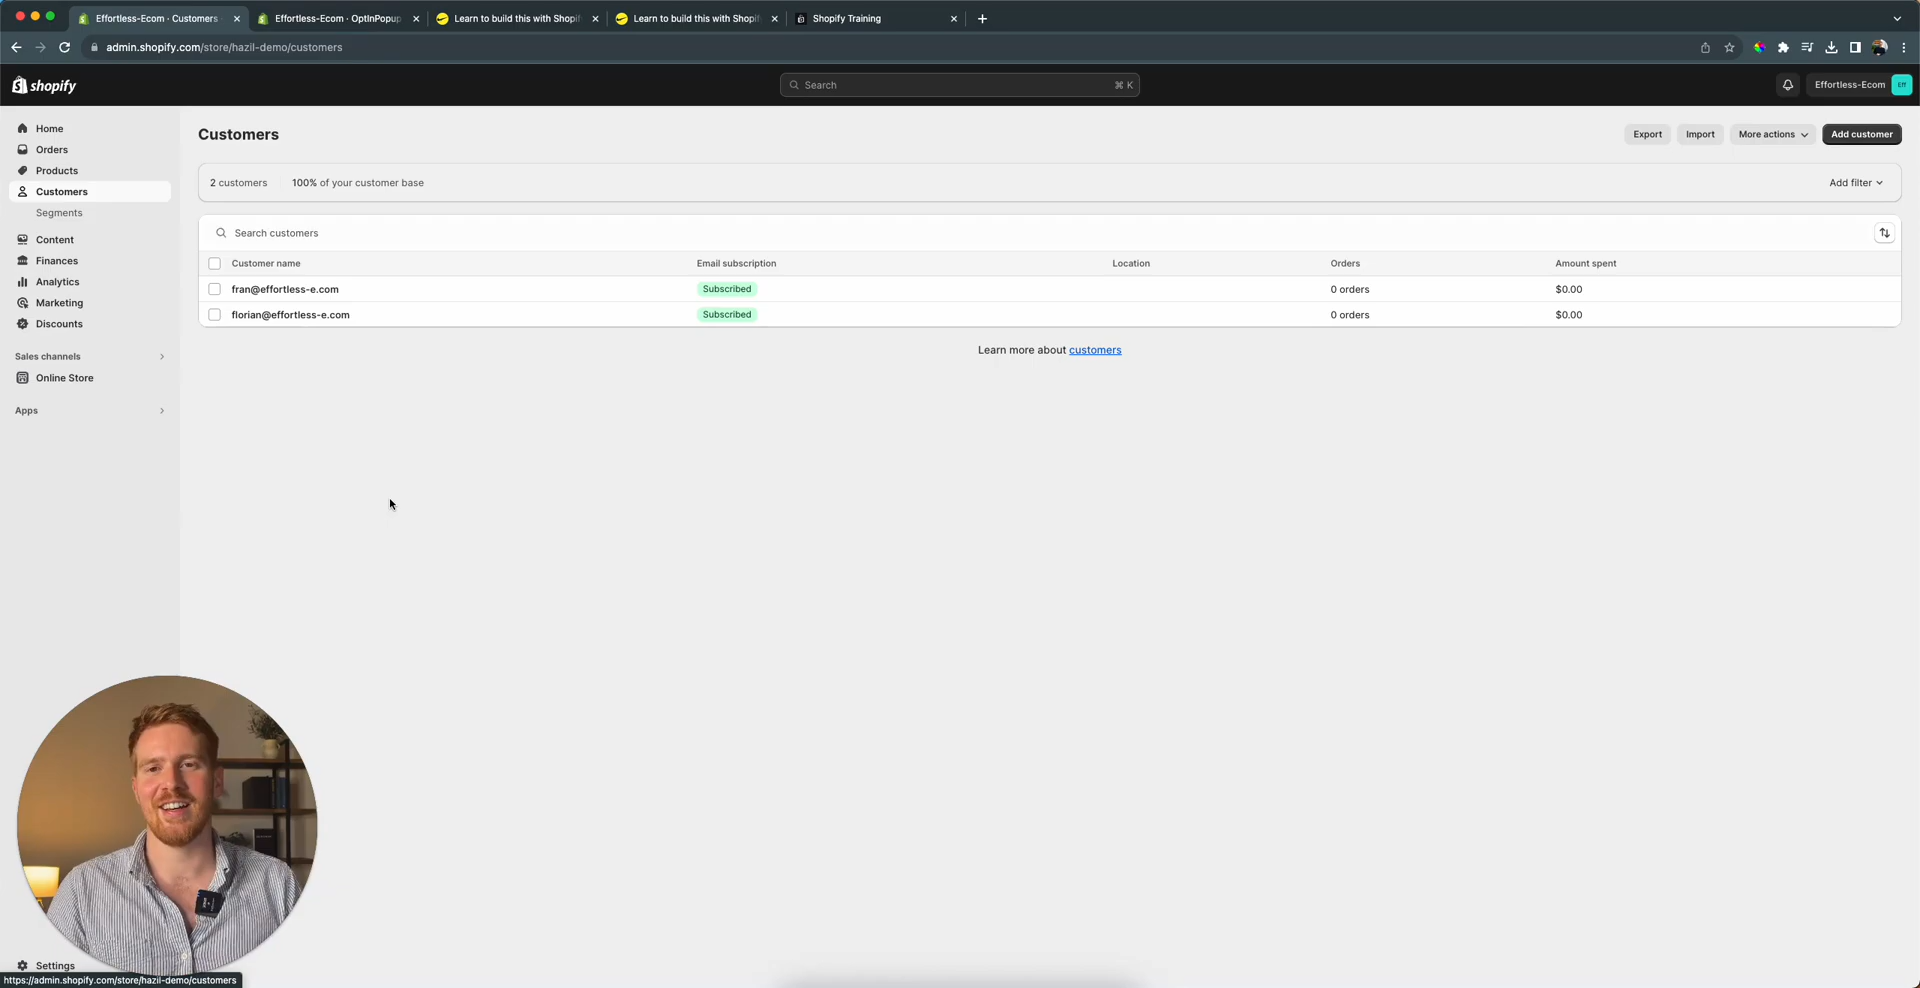 Effortless-Ecom · Customers
Effortless-Ecom · OptInPopup
Learn to build this with Shopif
Learn to build this with Shopif
Shopify Training
admin.shopify.com/store/hazil-demo/customers
shopify
Search
⌘ K
Effortless-Ecom
Eff
Home
Orders
Products
Customers
Segments
Content
Finances
Analytics
Marketing
Discounts
Sales channels
Online Store
Apps
Settings
Customers
Export
Import
More actions
Add customer
2 customers
100% of your customer base
Add filter
Search customers
Customer name Email subscription Location Orders Amount spent
fran@effortless-e.com Subscribed 0 orders $0.00
florian@effortless-e.com Subscribed 0 orders $0.00
Learn more about customers
https://admin.shopify.com/store/hazil-demo/customers